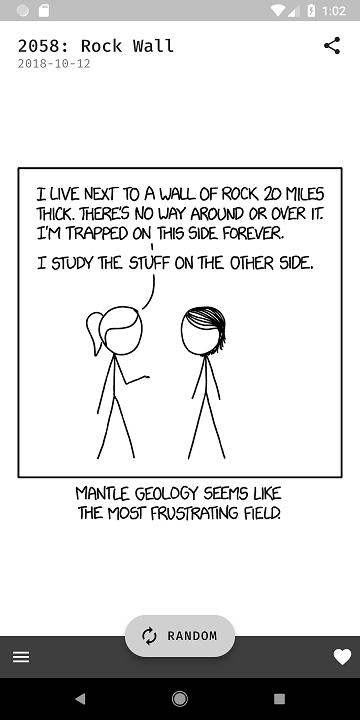 1:02
2058: Rock Wall
2018-10-12
I LIVE NEXT TO A WALL OF ROCK 20 MILES
THICK. THERE'S NO WAY AROUND OR OVER IT.
I'M TRAPPED ON THIS SIDE FOREVER.
I STUDY THE STUFF ON THE OTHER SIDE.
MANTLE GEOLOGY SEEMS LIKE
THE MOST FRUSTRATING FIELD.
RANDOM